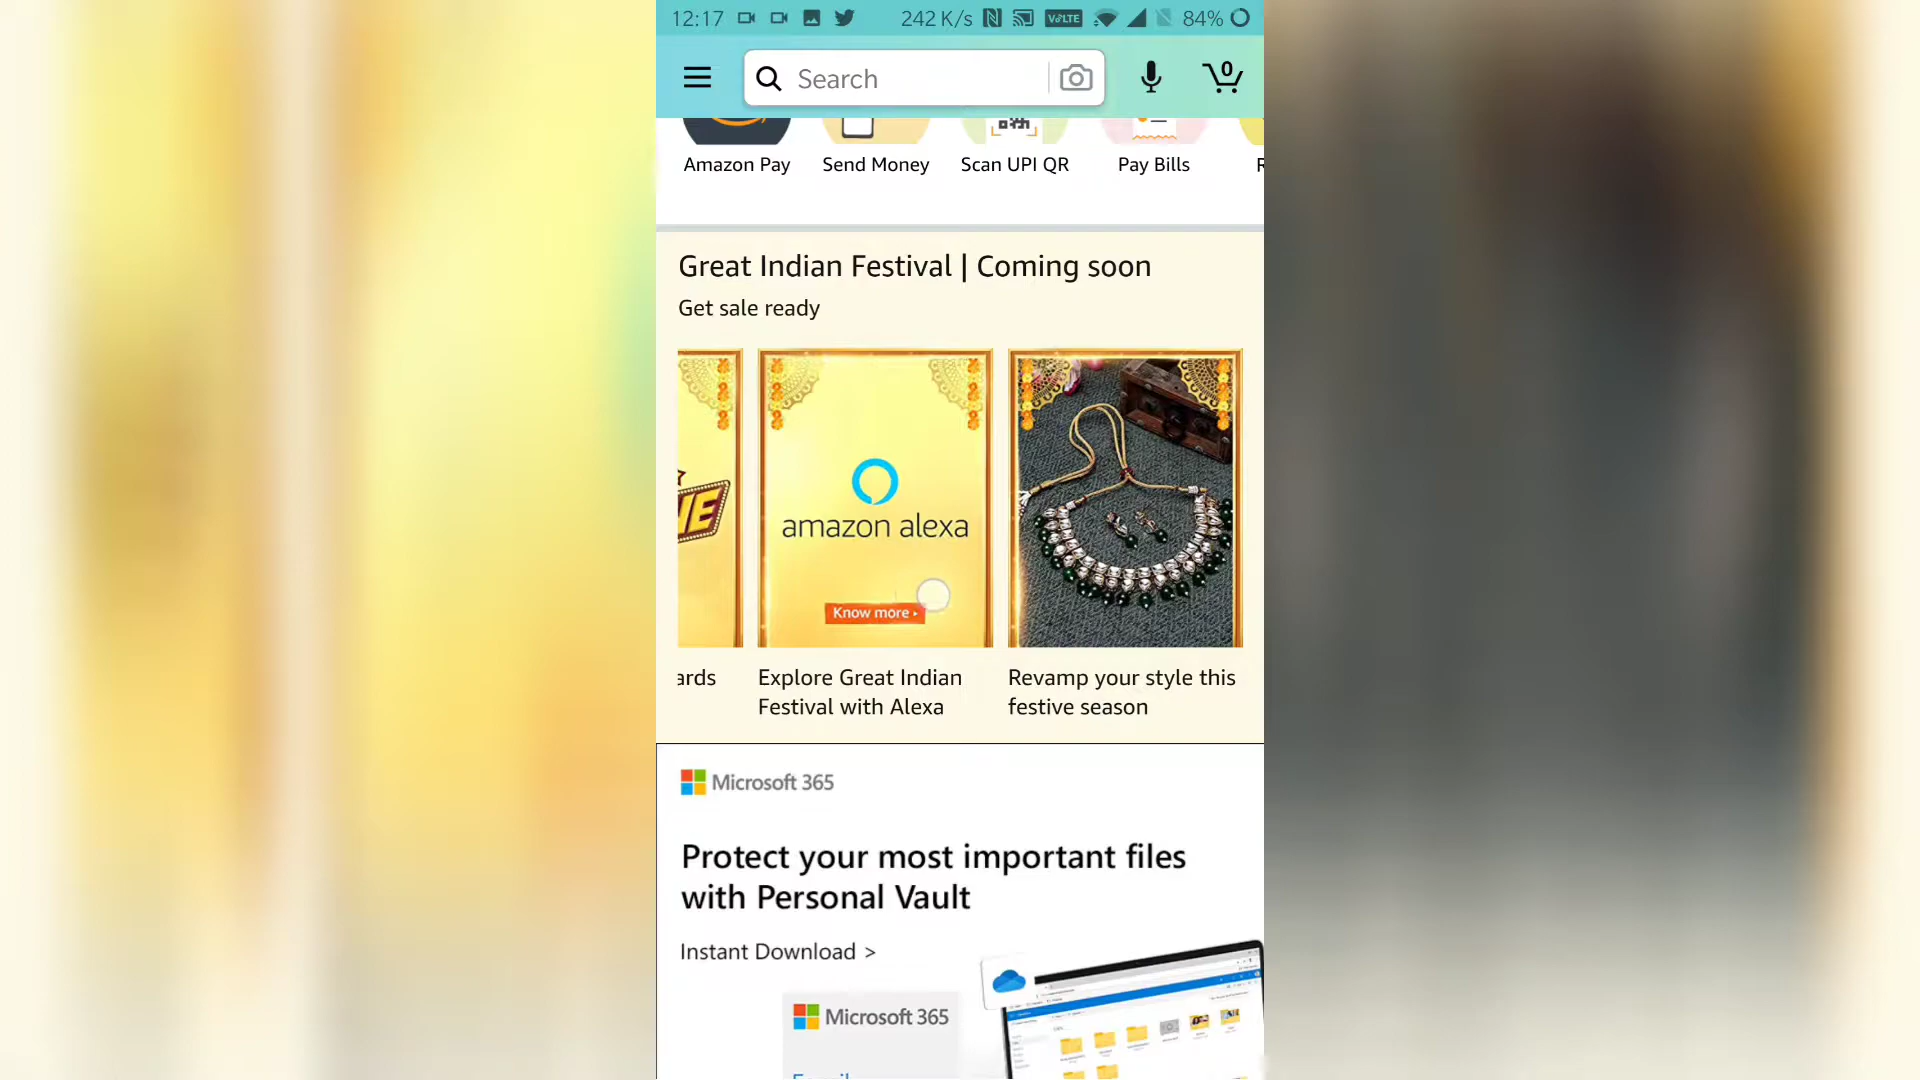 12:17 242 K/s VoLTE 84%
Search 0
Amazon Pay Send Money Scan UPI QR Pay Bills
Great Indian Festival | Coming soon
Get sale ready
amazon alexa
Know more
ards Explore Great Indian Revamp your style this
Festival with Alexa festive season
Microsoft 365
Protect your most important files
with Personal Vault
Instant Download >
Microsoft 365